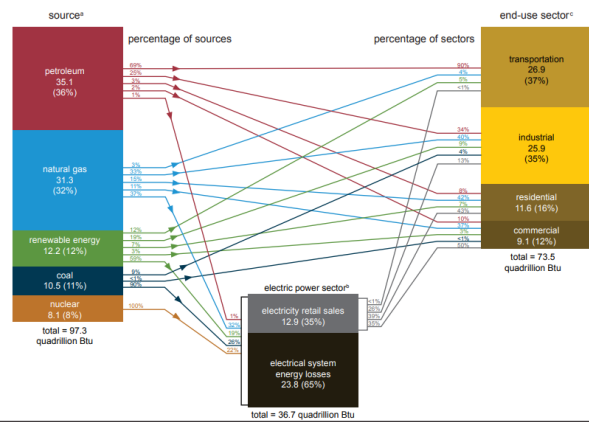 sourceᵃ
end-use sectorᶜ
percentage of sources
percentage of sectors
petroleum
35.1
(36%)
69%
25%
3%
2%
1%
natural gas
31.3
(32%)
3%
33%
15%
11%
37%
renewable energy
12.2 (12%)
12%
19%
7%
2%
59%
coal
10.5 (11%)
9%
<1%
90%
nuclear
8.1 (8%)
100%
total = 97.3
quadrillion Btu
electric power sectorᵇ
1%
32%
19%
26%
22%
electricity retail sales
12.9 (35%)
electrical system
energy losses
23.8 (65%)
<1%
26%
39%
35%
total = 36.7 quadrillion Btu
90%
4%
5%
<1%
transportation
26.9
(37%)
34%
40%
9%
4%
13%
industrial
25.9
(35%)
8%
42%
7%
43%
residential
11.6 (16%)
10%
37%
3%
<1%
50%
commercial
9.1 (12%)
total = 73.5
quadrillion Btu